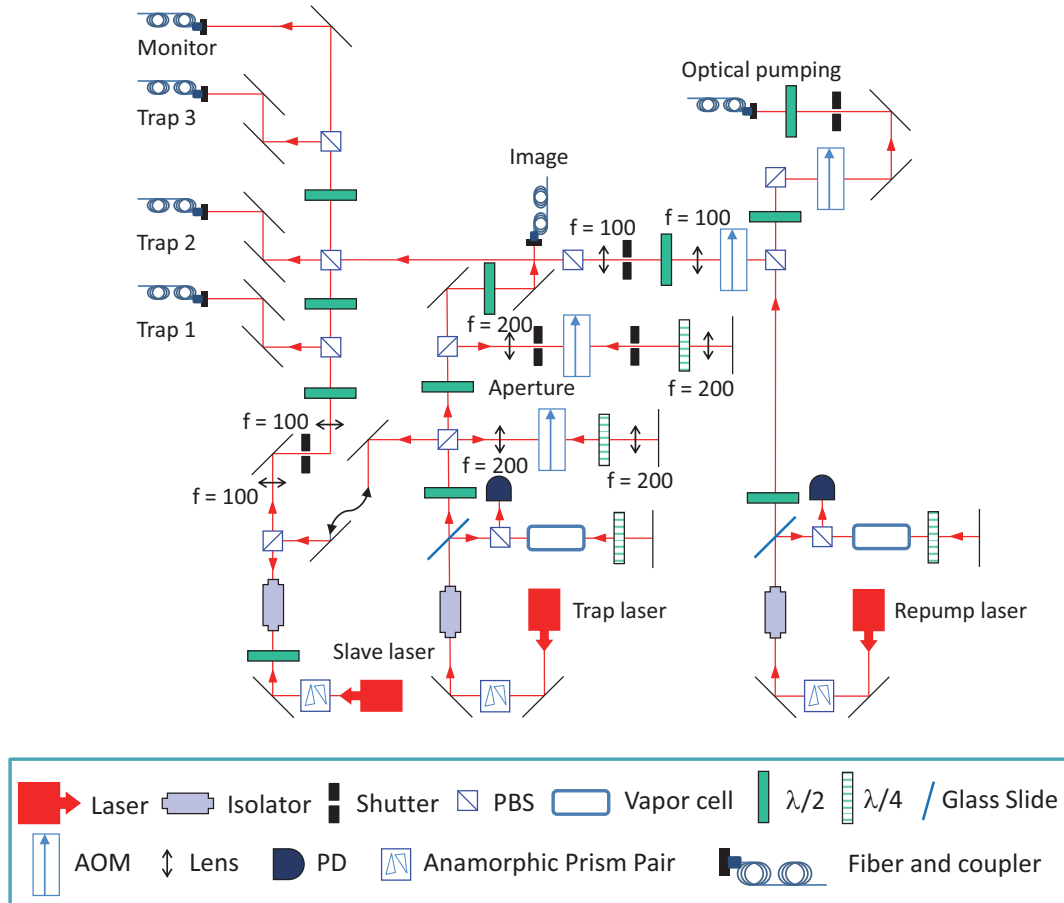 Monitor
Optical pumping
Trap 3
Image
Trap 2
f = 100
f = 100
Trap 1
f = 200
f = 200
Aperture
f = 100
f = 200
f = 200
f = 100
Trap laser
Repump laser
Slave laser
Laser
Isolator
Shutter
PBS
Vapor cell
λ/2
λ/4
Glass Slide
AOM
Lens
PD
Anamorphic Prism Pair
Fiber and coupler